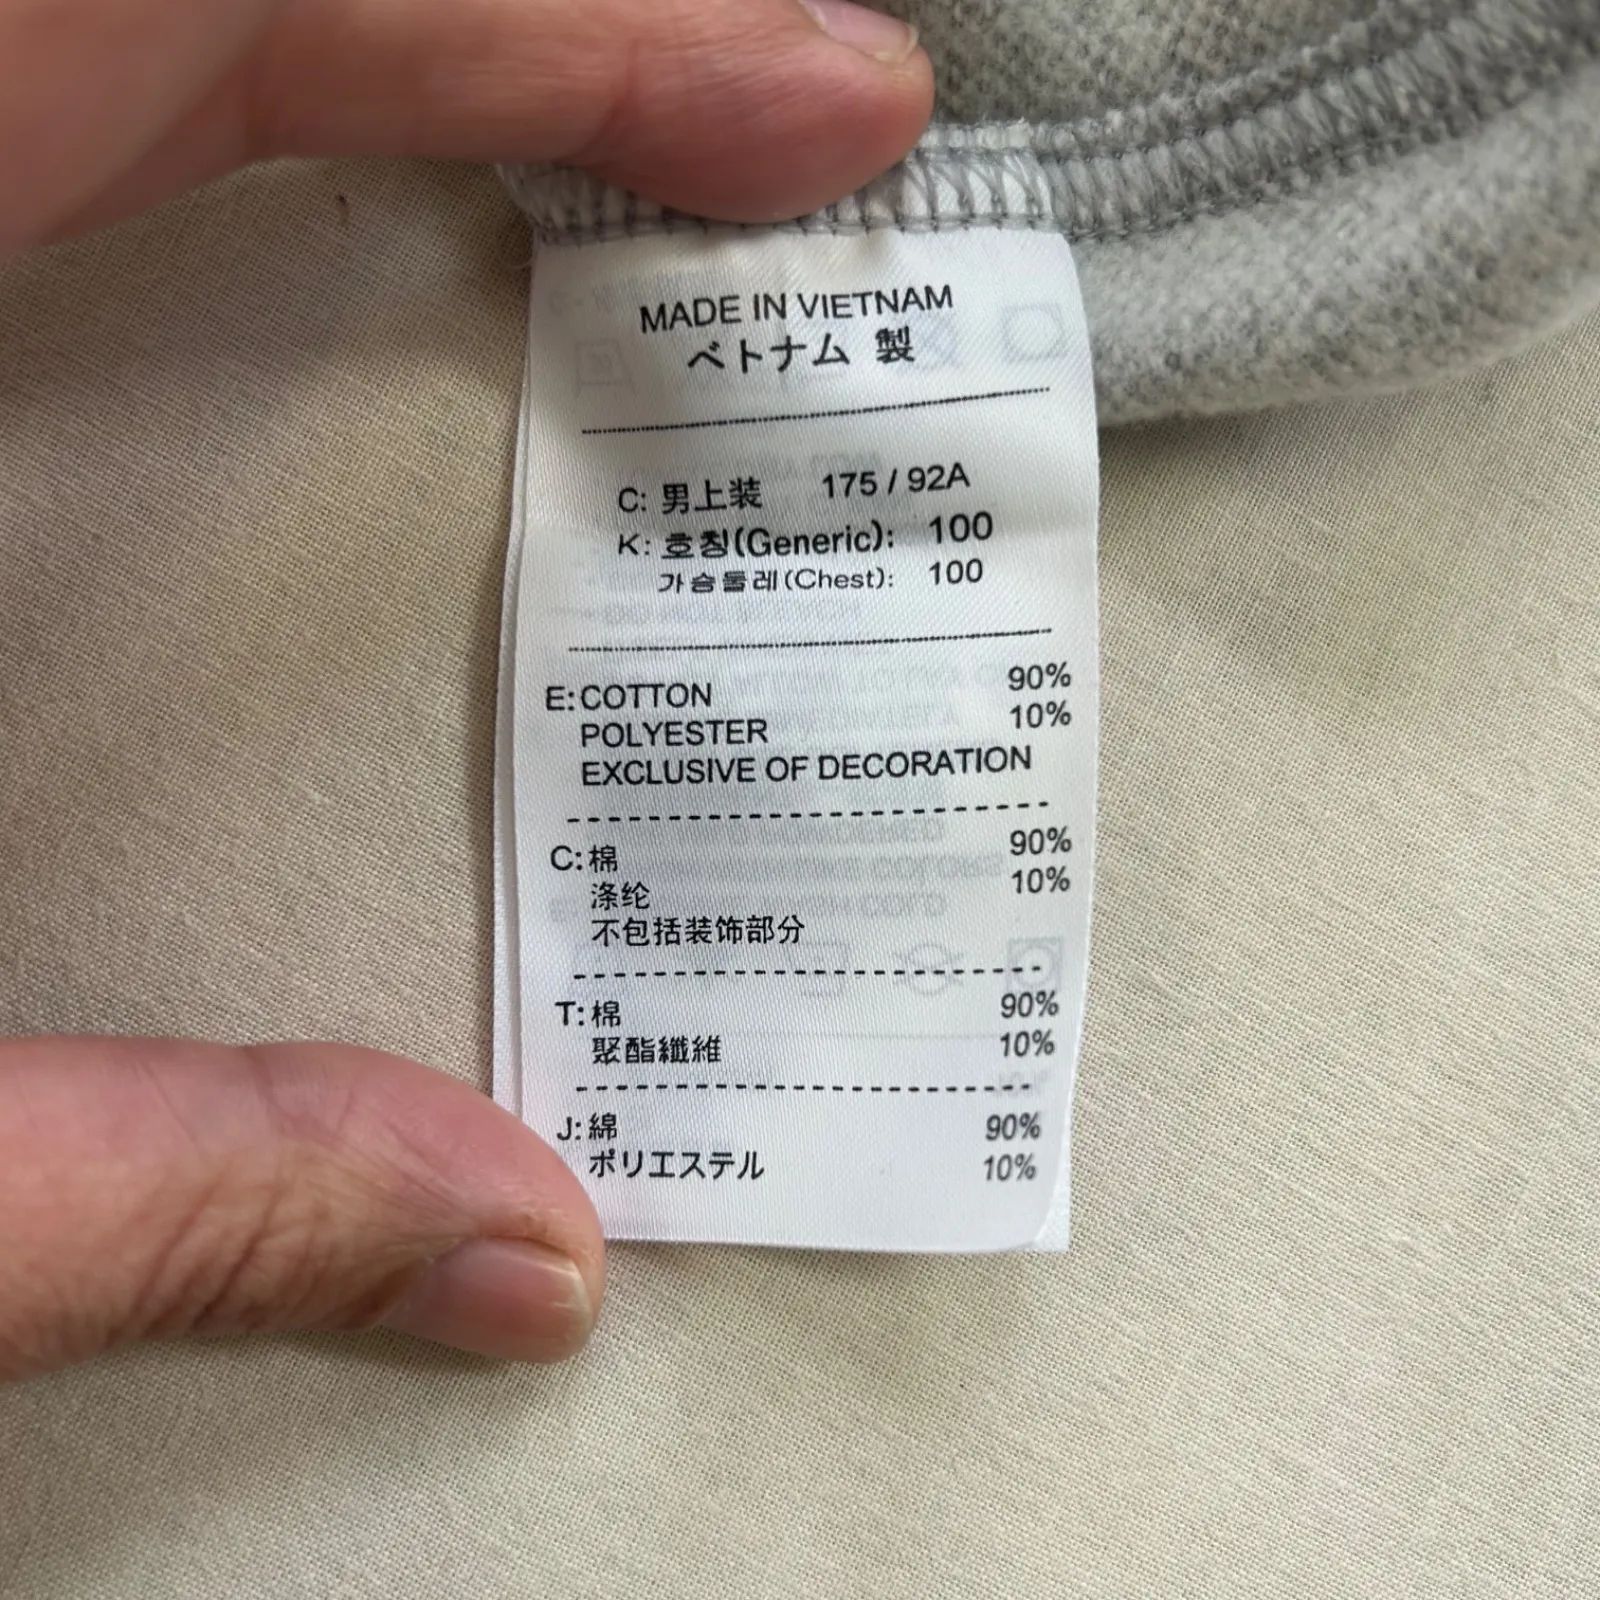 MADE IN VIETNAM
ベトナム 製
C: 男上装 175 / 92A
K: 호칭(Generic): 100
가슴둘레(Chest): 100
E: COTTON 90%
POLYESTER 10%
EXCLUSIVE OF DECORATION
C: 棉 90%
涤纶 10%
不包括装饰部分
T: 棉 90%
聚酯纖維 10%
J: 綿 90%
ポリエステル 10%